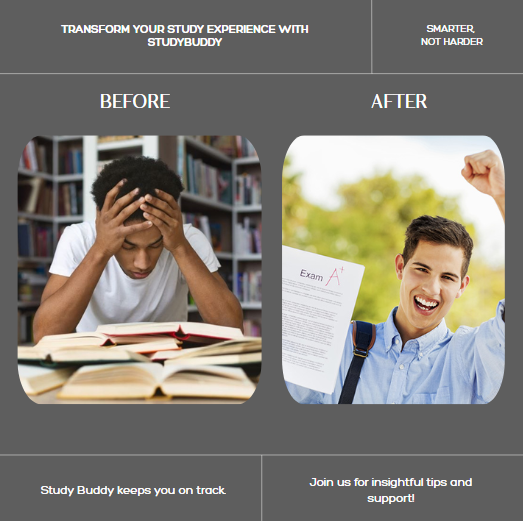 TRANSFORM YOUR STUDY EXPERIENCE WITH
STUDYBUDDY
SMARTER,
NOT HARDER
BEFORE
AFTER
Exam A+
Study Buddy keeps you on track.
Join us for insightful tips and
support!